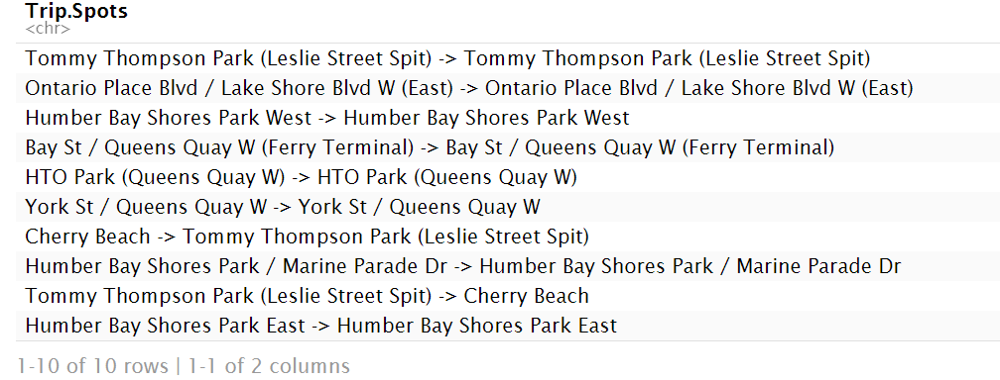 Trip.Spots
<chr>
Tommy Thompson Park (Leslie Street Spit) -> Tommy Thompson Park (Leslie Street Spit)
Ontario Place Blvd / Lake Shore Blvd W (East) -> Ontario Place Blvd / Lake Shore Blvd W (East)
Humber Bay Shores Park West -> Humber Bay Shores Park West
Bay St / Queens Quay W (Ferry Terminal) -> Bay St / Queens Quay W (Ferry Terminal)
HTO Park (Queens Quay W) -> HTO Park (Queens Quay W)
York St / Queens Quay W -> York St / Queens Quay W
Cherry Beach -> Tommy Thompson Park (Leslie Street Spit)
Humber Bay Shores Park / Marine Parade Dr -> Humber Bay Shores Park / Marine Parade Dr
Tommy Thompson Park (Leslie Street Spit) -> Cherry Beach
Humber Bay Shores Park East -> Humber Bay Shores Park East
1-10 of 10 rows | 1-1 of 2 columns